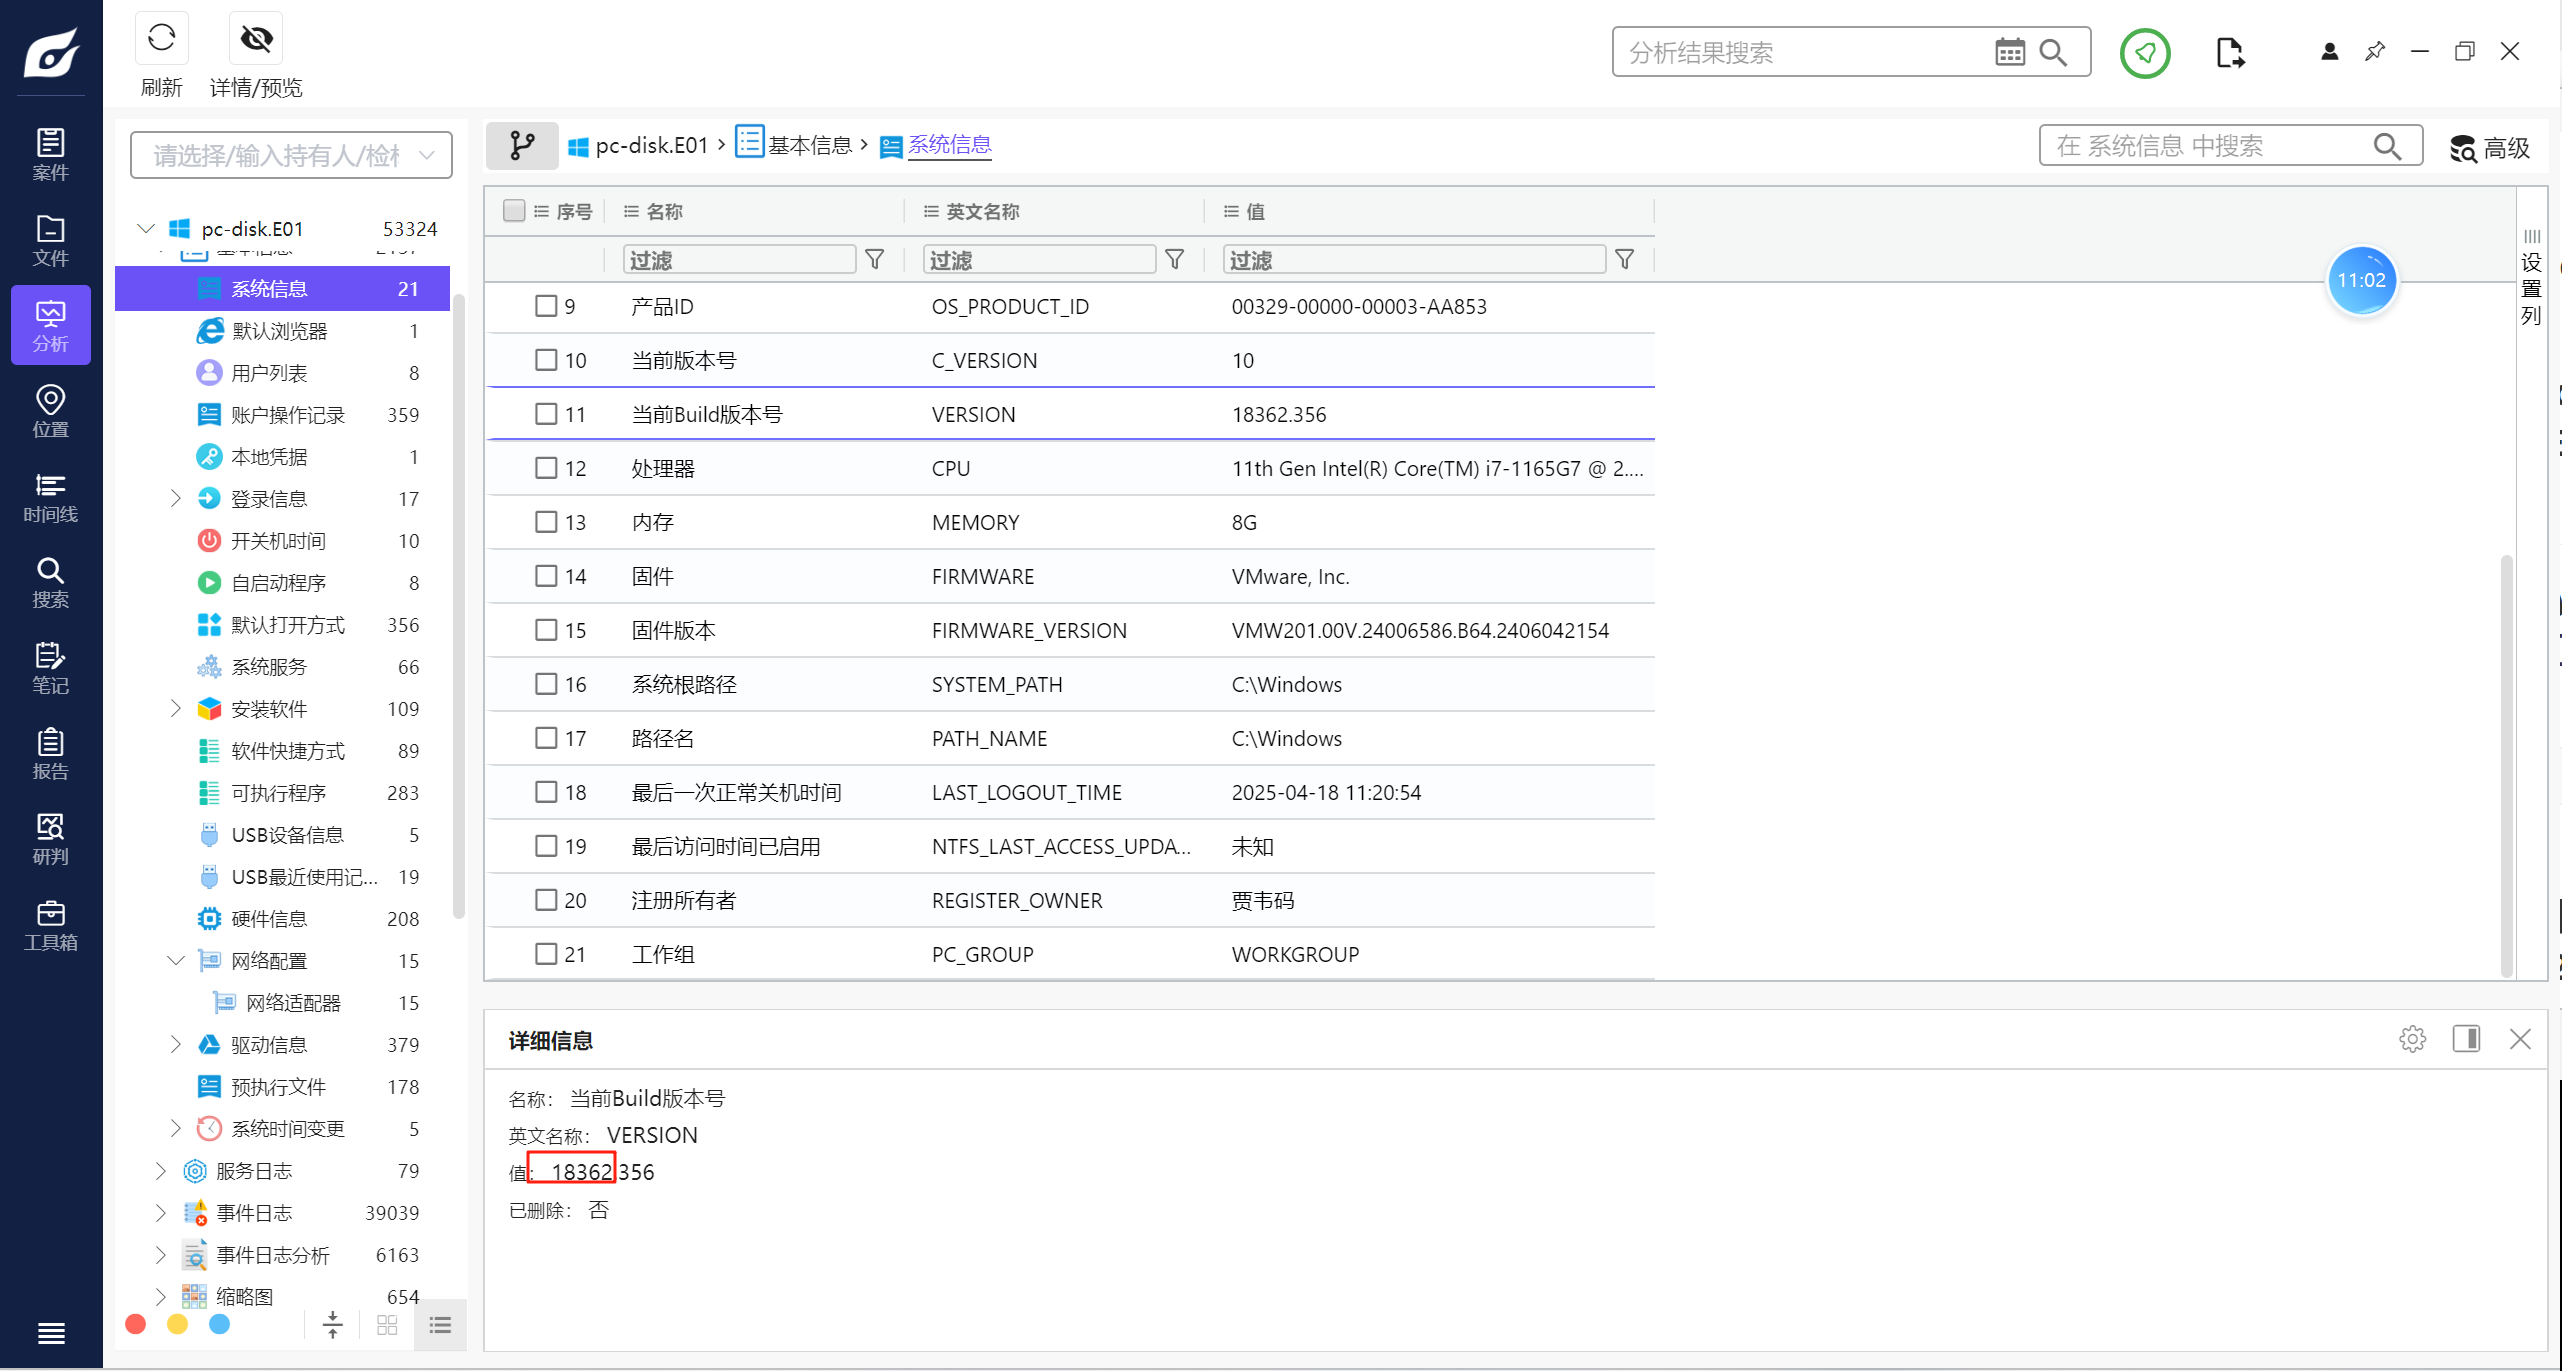 刷新
详情/预览
分析结果搜索
案件
文件
分析
位置
时间线
搜索
笔记
报告
研判
工具箱
请选择/输入持有人/检材
pc-disk.E01 53324
基本信息
系统信息 21
默认浏览器 1
用户列表 8
账户操作记录 359
本地凭据 1
登录信息 17
开关机时间 10
自启动程序 8
默认打开方式 356
系统服务 66
安装软件 109
软件快捷方式 89
可执行程序 283
USB设备信息 5
USB最近使用记... 19
硬件信息 208
网络配置 15
网络适配器 15
驱动信息 379
预执行文件 178
系统时间变更 5
服务日志 79
事件日志 39039
事件日志分析 6163
缩略图 654
pc-disk.E01 > 基本信息 > 系统信息
在 系统信息 中搜索
高级
序号 名称 英文名称 值
过滤 过滤 过滤
9 产品ID OS_PRODUCT_ID 00329-00000-00003-AA853
10 当前版本号 C_VERSION 10
11 当前Build版本号 VERSION 18362.356
12 处理器 CPU 11th Gen Intel(R) Core(TM) i7-1165G7 @ 2....
13 内存 MEMORY 8G
14 固件 FIRMWARE VMware, Inc.
15 固件版本 FIRMWARE_VERSION VMW201.00V.24006586.B64.2406042154
16 系统根路径 SYSTEM_PATH C:\Windows
17 路径名 PATH_NAME C:\Windows
18 最后一次正常关机时间 LAST_LOGOUT_TIME 2025-04-18 11:20:54
19 最后访问时间已启用 NTFS_LAST_ACCESS_UPDA... 未知
20 注册所有者 REGISTER_OWNER 贾韦码
21 工作组 PC_GROUP WORKGROUP
11:02
设置列
详细信息
名称: 当前Build版本号
英文名称: VERSION
值: 18362.356
已删除: 否